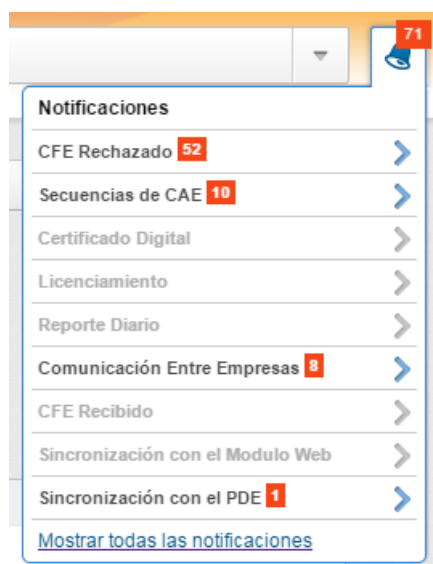 71
Notificaciones
CFE Rechazado 52
Secuencias de CAE 10
Certificado Digital
Licenciamiento
Reporte Diario
Comunicación Entre Empresas 8
CFE Recibido
Sincronización con el Modulo Web
Sincronización con el PDE 1
Mostrar todas las notificaciones